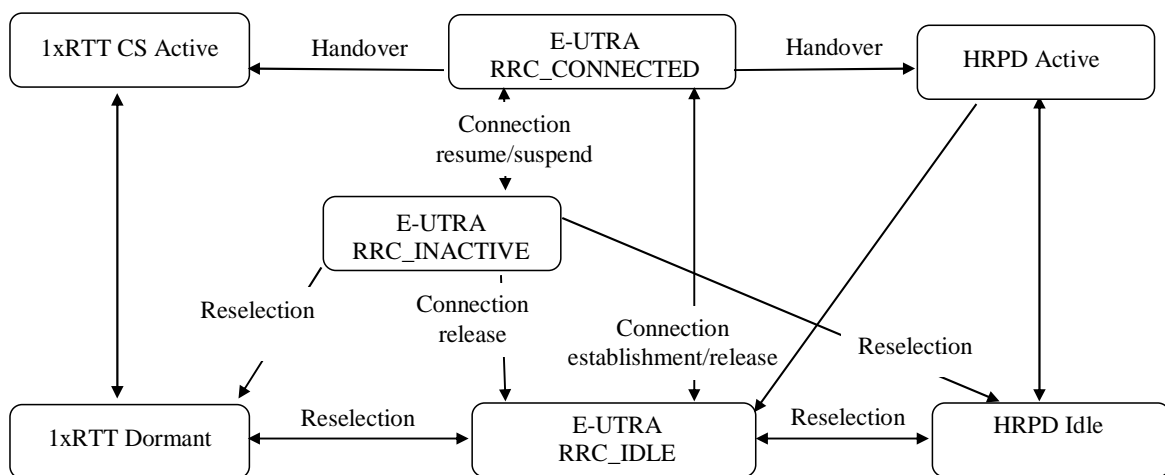 1xRTT CS Active
Handover
E-UTRA
RRC_CONNECTED
Handover
HRPD Active
Connection
resume/suspend
E-UTRA
RRC_INACTIVE
Reselection
Connection
release
Connection
establishment/release
Reselection
1xRTT Dormant
Reselection
E-UTRA
RRC_IDLE
Reselection
HRPD Idle